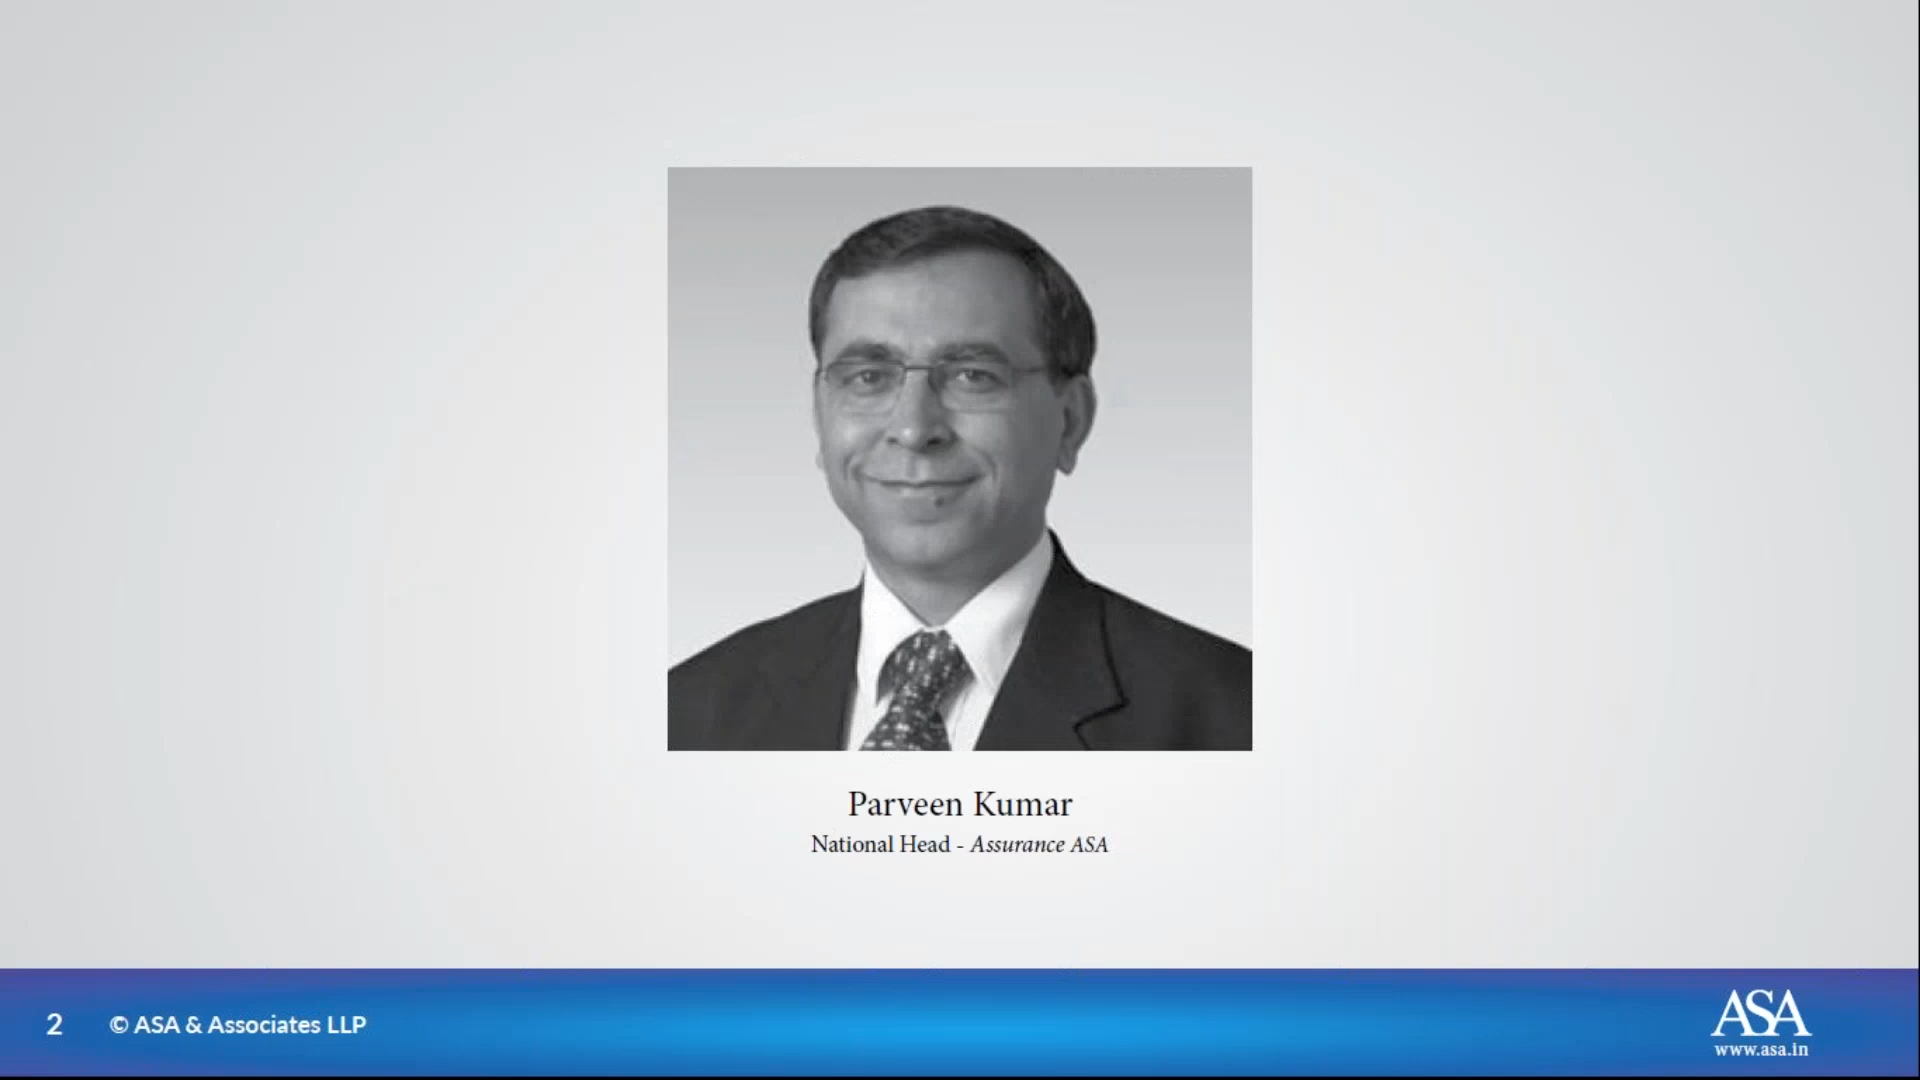 Parveen Kumar
National Head - Assurance ASA
2 © ASA & Associates LLP
ASA
www.asa.in